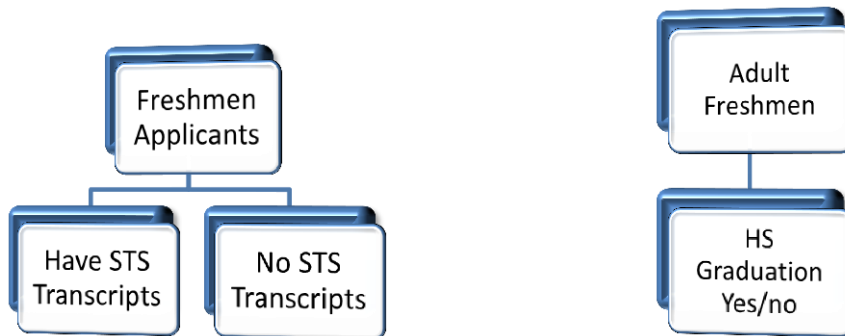 Freshmen
Applicants
Have STS
Transcripts
No STS
Transcripts
Adult
Freshmen
HS
Graduation
Yes/no